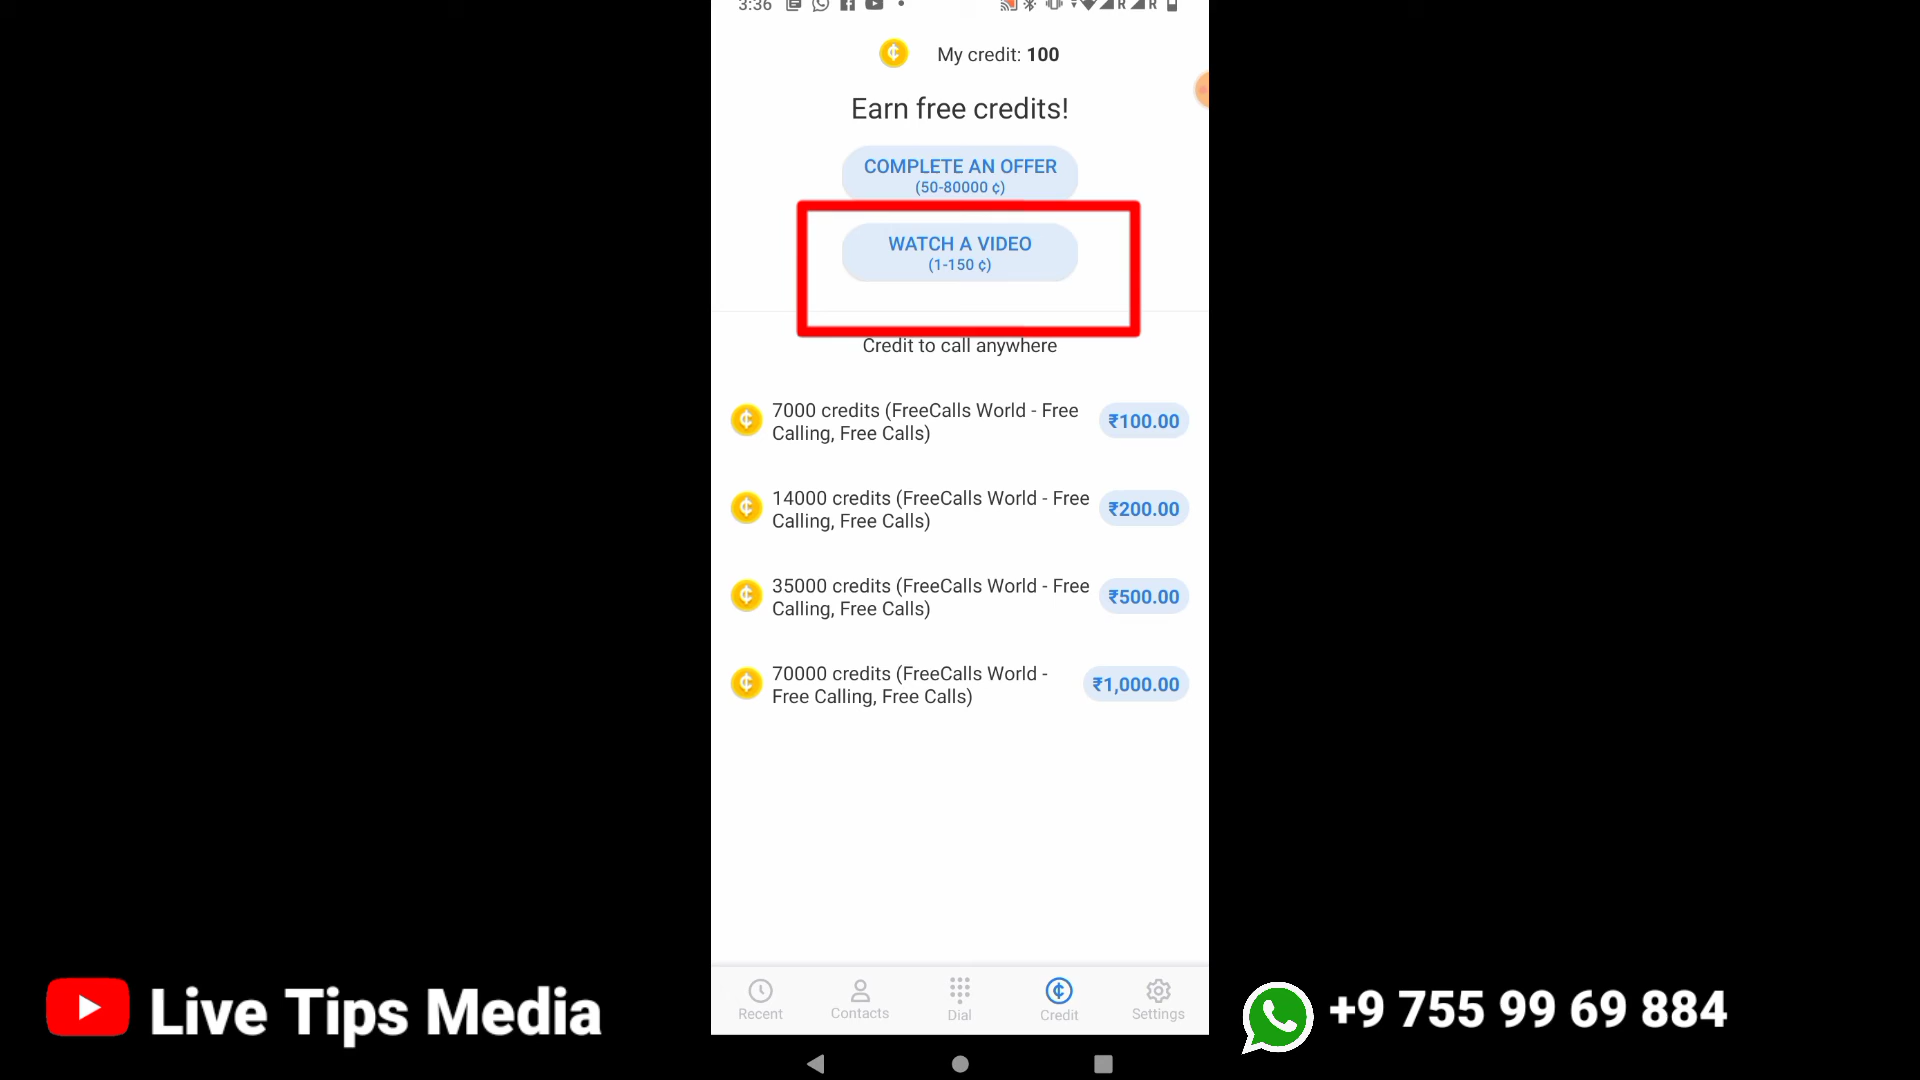 3:36
R
R
My credit: 100
Earn free credits!
COMPLETE AN OFFER
(50-80000 ¢)
WATCH A VIDEO
(1-150 ¢)
Credit to call anywhere
7000 credits (FreeCalls World - Free
Calling, Free Calls)
₹100.00
14000 credits (FreeCalls World - Free
Calling, Free Calls)
₹200.00
35000 credits (FreeCalls World - Free
Calling, Free Calls)
₹500.00
70000 credits (FreeCalls World -
Free Calling, Free Calls)
₹1,000.00
Recent
Contacts
Dial
Credit
Settings
Live Tips Media
+9 755 99 69 884